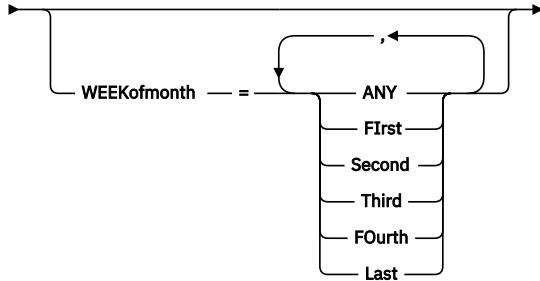 ,
WEEKofmonth = ANY
FIrst
Second
Third
FOurth
Last